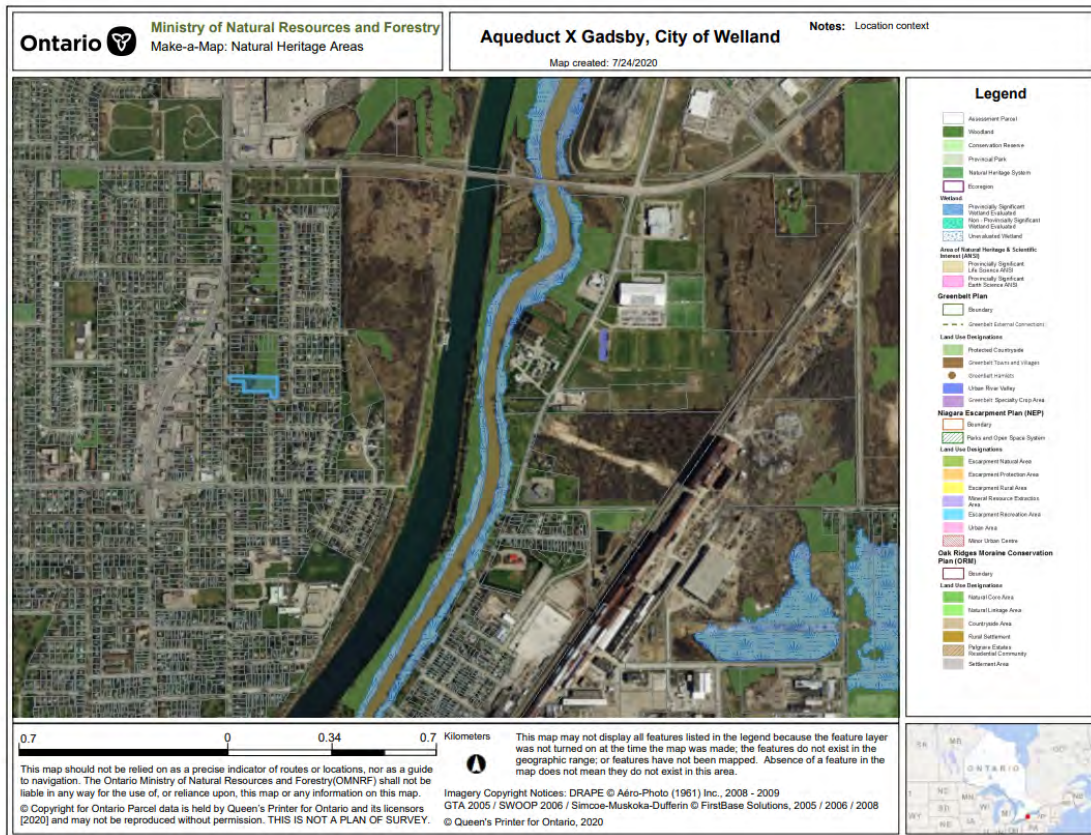 Ontario
Ministry of Natural Resources and Forestry
Make-a-Map: Natural Heritage Areas
Aqueduct X Gadsby, City of Welland
Map created: 7/24/2020
Notes: Location context
Legend
Assessment Parcel
Woodland
Conservation Reserve
Provincial Park
Natural Heritage System
Ecoregion
Wetland
Provincially Significant
Wetland Evaluated
Non - Provincially Significant
Wetland Evaluated
Unevaluated Wetland
Area of Natural Heritage & Scientific
Interest (ANSI)
Provincially Significant
Life Science ANSI
Provincially Significant
Earth Science ANSI
Greenbelt Plan
Boundary
Greenbelt External Connections
Land Use Designations
Protected Countryside
Greenbelt Towns and Villages
Greenbelt Hamlets
Urban River Valley
Greenbelt Specialty Crop Area
Niagara Escarpment Plan (NEP)
Boundary
Parks and Open Space System
Land Use Designations
Escarpment Natural Area
Escarpment Protection Area
Escarpment Rural Area
Mineral Resource Extraction
Area
Escarpment Recreation Area
Urban Area
Minor Urban Centre
Oak Ridges Moraine Conservation
Plan (ORM)
Boundary
Land Use Designations
Natural Core Area
Natural Linkage Area
Countryside Area
Rural Settlement
Palgrave Estates
Residential Community
Settlement Area
0.7 0 0.34 0.7 Kilometers
This map should not be relied on as a precise indicator of routes or locations, nor as a guide
to navigation. The Ontario Ministry of Natural Resources and Forestry(OMNRF) shall not be
liable in any way for the use of, or reliance upon, this map or any information on this map.
© Copyright for Ontario Parcel data is held by Queen's Printer for Ontario and its licensors
[2020] and may not be reproduced without permission. THIS IS NOT A PLAN OF SURVEY.
This map may not display all features listed in the legend because the feature layer
was not turned on at the time the map was made; the features do not exist in the
geographic range; or features have not been mapped. Absence of a feature in the
map does not mean they do not exist in this area.
Imagery Copyright Notices: DRAPE © Aéro-Photo (1961) Inc., 2008 - 2009
GTA 2005 / SWOOP 2006 / Simcoe-Muskoka-Dufferin © FirstBase Solutions, 2005 / 2006 / 2008
© Queen's Printer for Ontario, 2020
MB
ONTARIO
ND
MN
WI
MI
NY
IA
PA